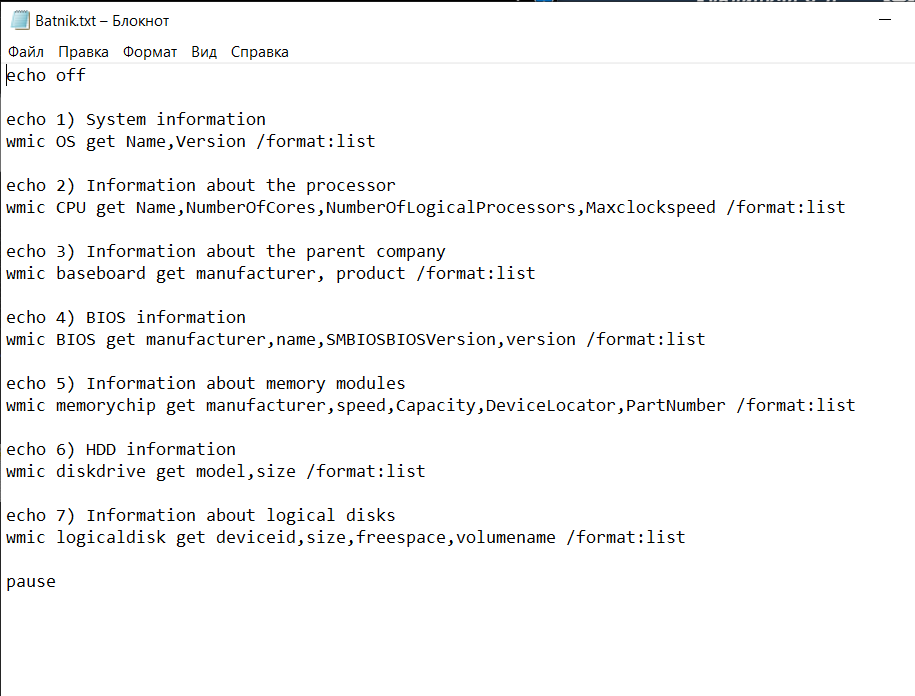 Batnik.txt – Блокнот
Файл Правка Формат Вид Справка
echo off
echo 1) System information
wmic OS get Name,Version /format:list
echo 2) Information about the processor
wmic CPU get Name,NumberOfCores,NumberOfLogicalProcessors,Maxclockspeed /format:list
echo 3) Information about the parent company
wmic baseboard get manufacturer, product /format:list
echo 4) BIOS information
wmic BIOS get manufacturer,name,SMBIOSBIOSVersion,version /format:list
echo 5) Information about memory modules
wmic memorychip get manufacturer,speed,Capacity,DeviceLocator,PartNumber /format:list
echo 6) HDD information
wmic diskdrive get model,size /format:list
echo 7) Information about logical disks
wmic logicaldisk get deviceid,size,freespace,volumename /format:list
pause